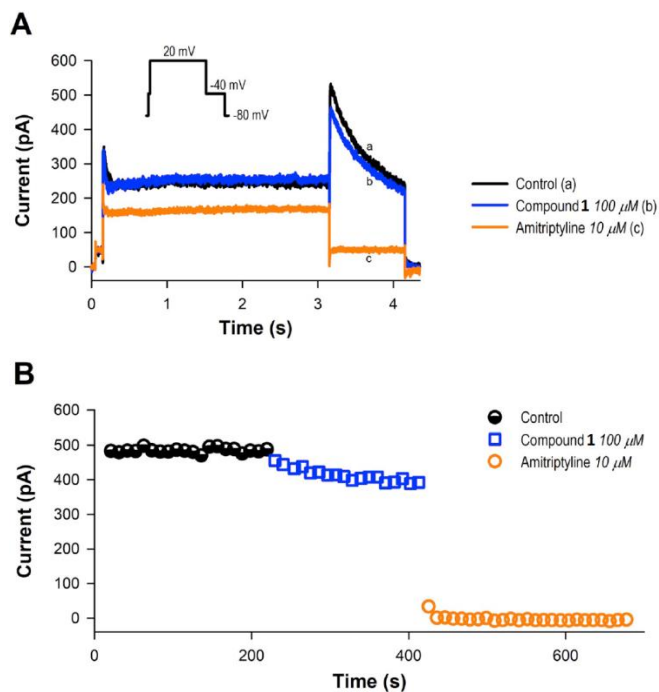 A
600
500
400
300
200
100
0
Current (pA)
20 mV
-40 mV
-80 mV
a
b
c
0
1
2
3
4
Time (s)
Control (a)
Compound 1 100 μM (b)
Amitriptyline 10 μM (c)
B
600
500
400
300
200
100
0
Current (pA)
Control
Compound 1 100 μM
Amitriptyline 10 μM
0
200
400
600
Time (s)